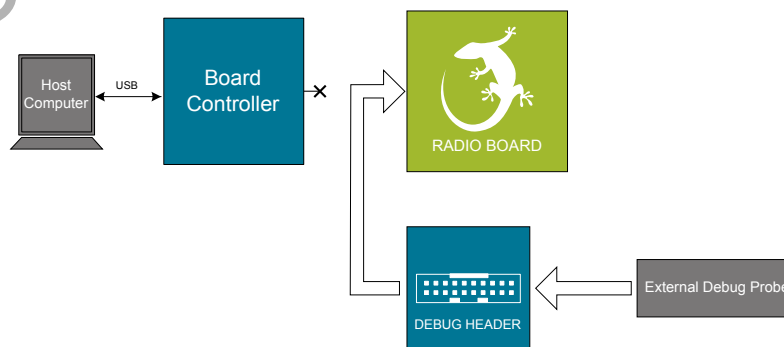 Host
Computer
USB
Board
Controller
RADIO BOARD
DEBUG HEADER
External Debug Probe